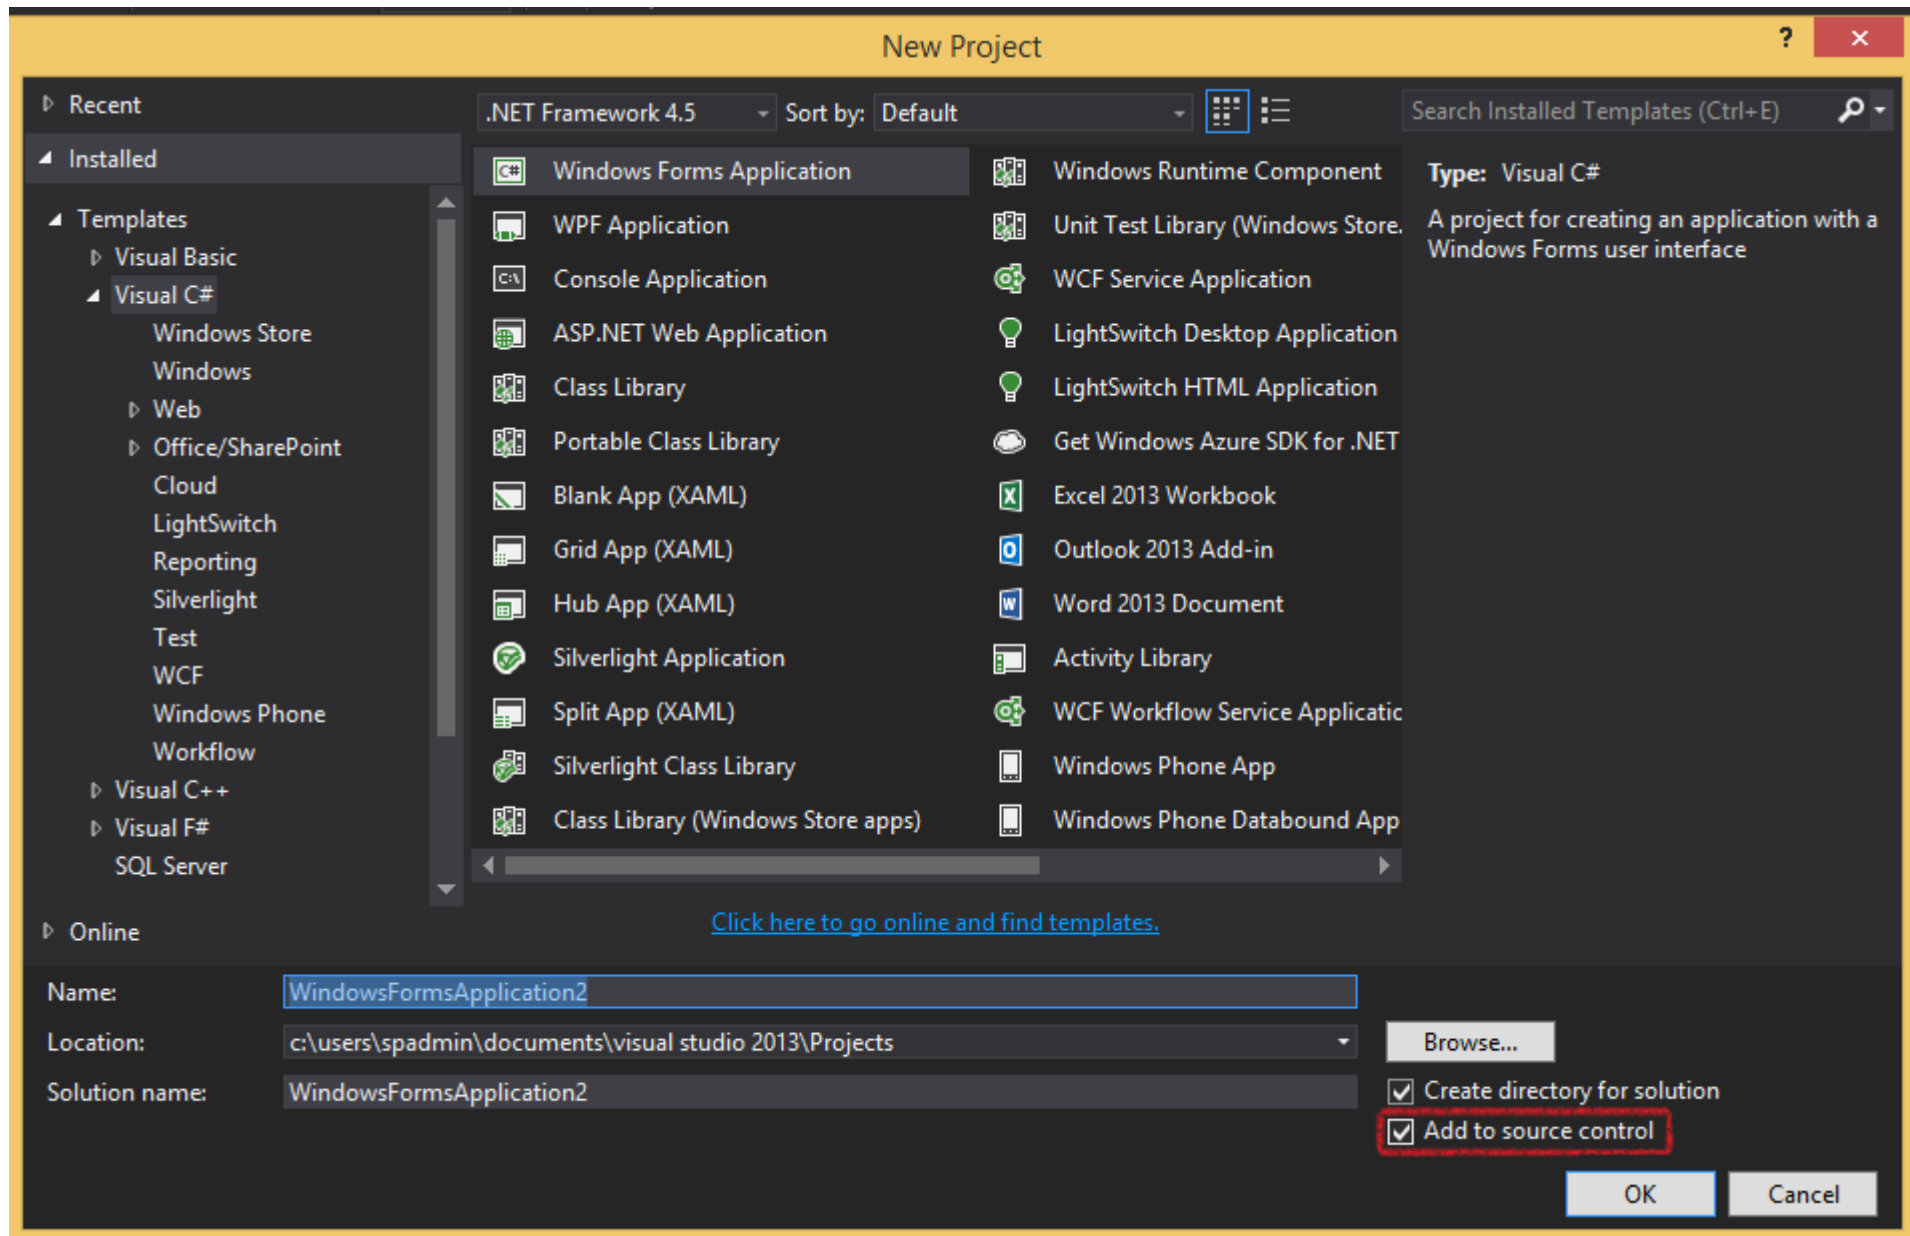 New Project
?
Recent
Installed
Templates
Visual Basic
Visual C#
Windows Store
Windows
Web
Office/SharePoint
Cloud
LightSwitch
Reporting
Silverlight
Test
WCF
Windows Phone
Workflow
Visual C++
Visual F#
SQL Server
Online
.NET Framework 4.5
Sort by: Default
Search Installed Templates (Ctrl+E)
Windows Forms Application
WPF Application
Console Application
ASP.NET Web Application
Class Library
Portable Class Library
Blank App (XAML)
Grid App (XAML)
Hub App (XAML)
Silverlight Application
Split App (XAML)
Silverlight Class Library
Class Library (Windows Store apps)
Windows Runtime Component
Unit Test Library (Windows Store.
WCF Service Application
LightSwitch Desktop Application
LightSwitch HTML Application
Get Windows Azure SDK for .NET
Excel 2013 Workbook
Outlook 2013 Add-in
Word 2013 Document
Activity Library
WCF Workflow Service Applicatic
Windows Phone App
Windows Phone Databound App
Type: Visual C#
A project for creating an application with a
Windows Forms user interface
Click here to go online and find templates.
Name: WindowsFormsApplication2
Location: c:\users\spadmin\documents\visual studio 2013\Projects
Browse...
Solution name: WindowsFormsApplication2
Create directory for solution
Add to source control
OK
Cancel